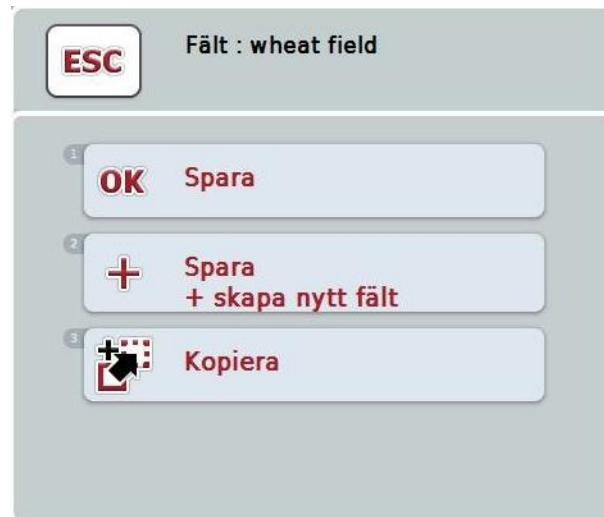 ESC
Fält : wheat field
1
OK
Spara
2
Spara
+ skapa nytt fält
3
Kopiera